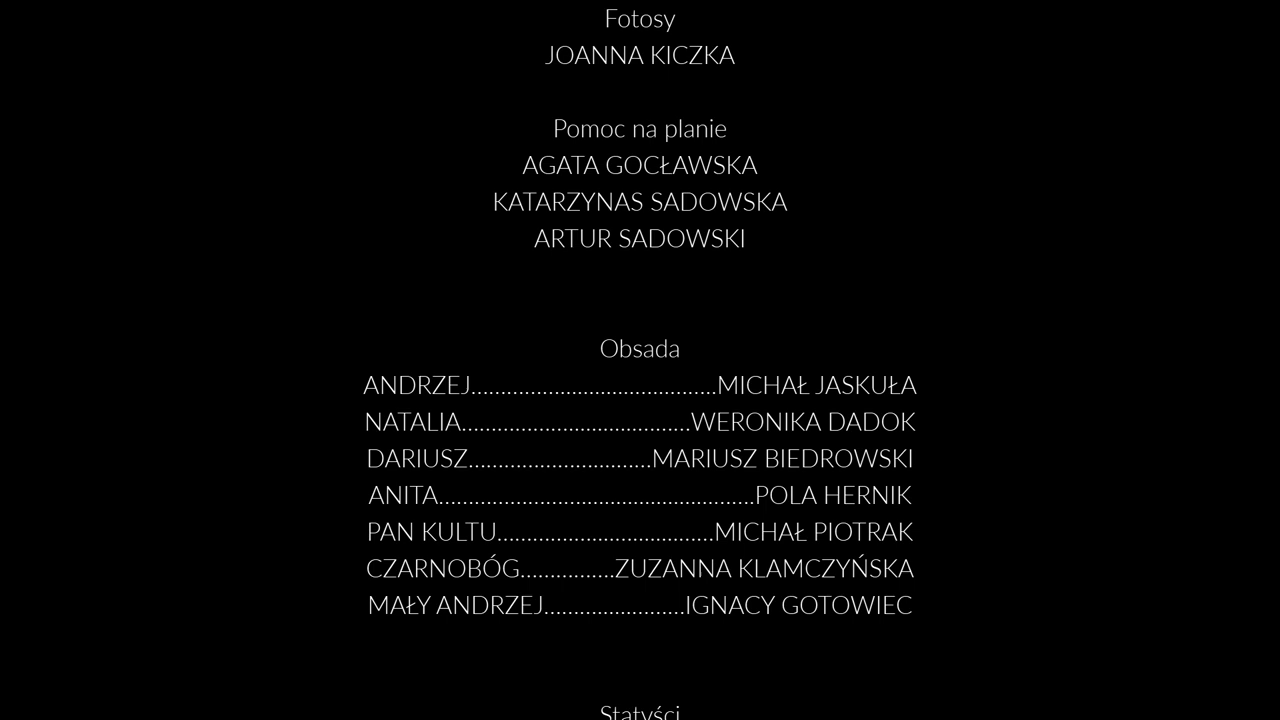 Fotosy
JOANNA KICZKA
Pomoc na planie
AGATA GOCŁAWSKA
KATARZYNAS SADOWSKA
ARTUR SADOWSKI
Obsada
ANDRZEJ..........................................MICHAŁ JASKUŁA
NATALIA.......................................WERONIKA DADOK
DARIUSZ...............................MARIUSZ BIEDROWSKI
ANITA.....................................................POLA HERNIK
PAN KULTU.....................................MICHAŁ PIOTRAK
CZARNOBÓG................ZUZANNA KLAMCZYŃSKA
MAŁY ANDRZEJ........................IGNACY GOTOWIEC
Statyści